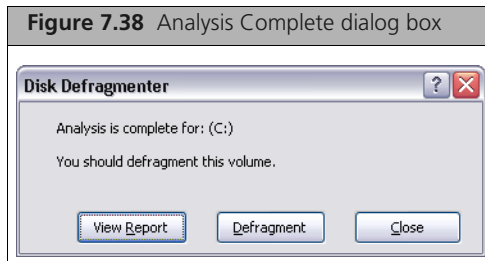 Figure 7.38 Analysis Complete dialog box
Disk Defragmenter
?
Analysis is complete for: (C:)
You should defragment this volume.
View Report Defragment Close